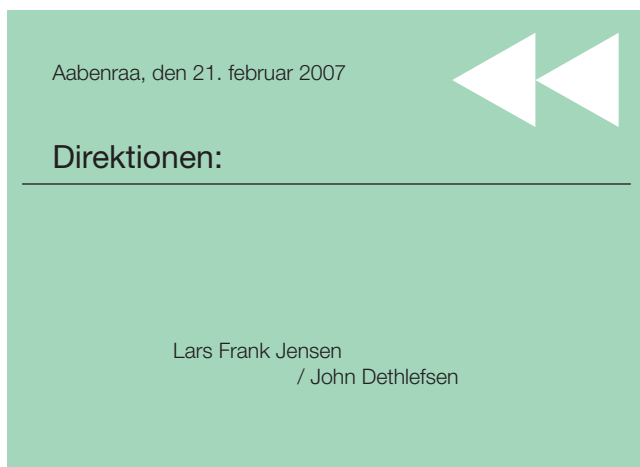 Aabenraa, den 21. februar 2007
Direktionen:
Lars Frank Jensen
/ John Dethlefsen